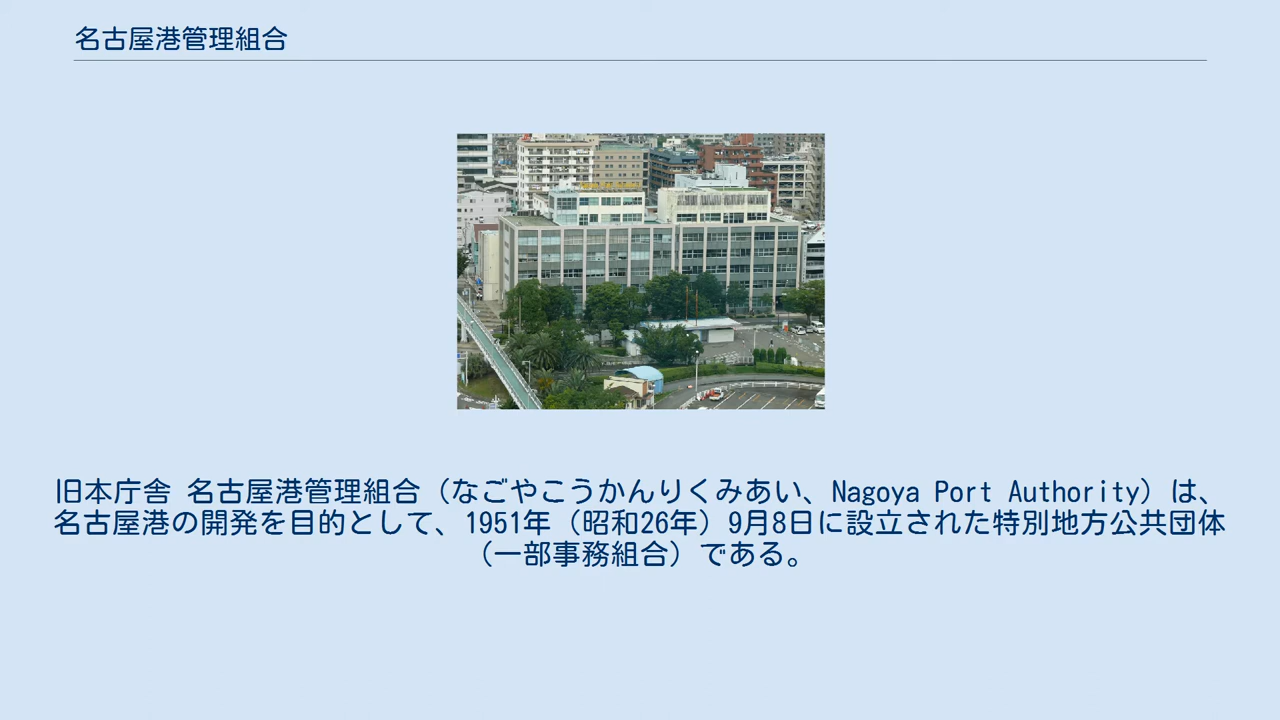 名古屋港管理組合
旧本庁舎 名古屋港管理組合（なごやこうかんりくみあい、Nagoya Port Authority）は、
名古屋港の開発を目的として、1951年（昭和26年）9月8日に設立された特別地方公共団体
（一部事務組合）である。